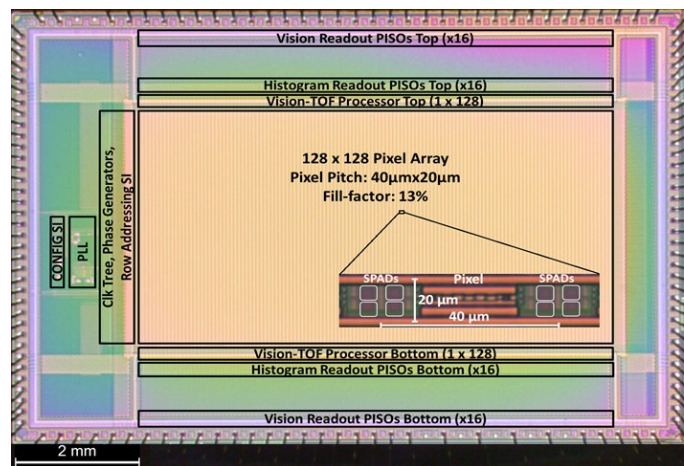 Vision Readout PISOs Top (x16)
Histogram Readout PISOs Top (x16)
Vision-TOF Processor Top (1 x 128)
CONFIG SI
PLL
Clk Tree, Phase Generators,
Row Addressing SI
128 x 128 Pixel Array
Pixel Pitch: 40µmx20µm
Fill-factor: 13%
SPADs
Pixel
SPADs
20 µm
40 µm
Vision-TOF Processor Bottom (1 x 128)
Histogram Readout PISOs Bottom (x16)
Vision Readout PISOs Bottom (x16)
2 mm